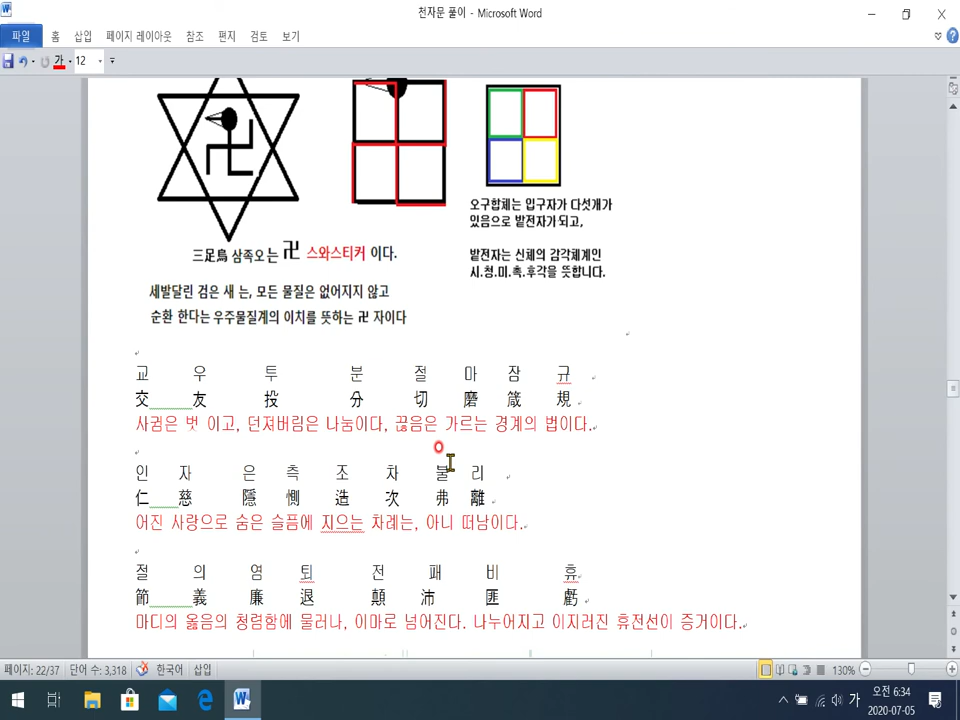 천자문 풀이 - Microsoft Word
파일 홈 삽입 페이지 레이아웃 참조 편지 검토 보기
가 12
오구합체는 입구자가 다섯개가
있음으로 밭전자가 되고,
밭전자는 신체의 감각체계인
시.청.미.촉.후각을 뜻합니다.
三足鳥 삼족오는 卍 스와스티커 이다.
세발달린 검은 새 는, 모든 물질은 없어지지 않고
순환 한다는 우주물질계의 이치를 뜻하는 卍 자이다
교 우 투 분 절 마 잠 규
交 友 投 分 切 磨 箴 規
사귐은 벗 이고, 던져버림은 나눔이다, 끊음은 가르는 경계의 법이다.
인 자 은 측 조 차 불 리
仁 慈 隱 惻 造 次 弗 離
어진 사랑으로 숨은 슬픔에 지으는 차례는, 아니 떠남이다.
절 의 염 퇴 전 패 비 휴
節 義 廉 退 顛 沛 匪 虧
마디의 옳음의 청렴함에 물러나, 이마로 넘어진다. 나누어지고 이지러진 휴전선이 증거이다.
페이지: 22/37 단어 수: 3,318 한국어 삽입 130%
가 오전 6:34
2020-07-05